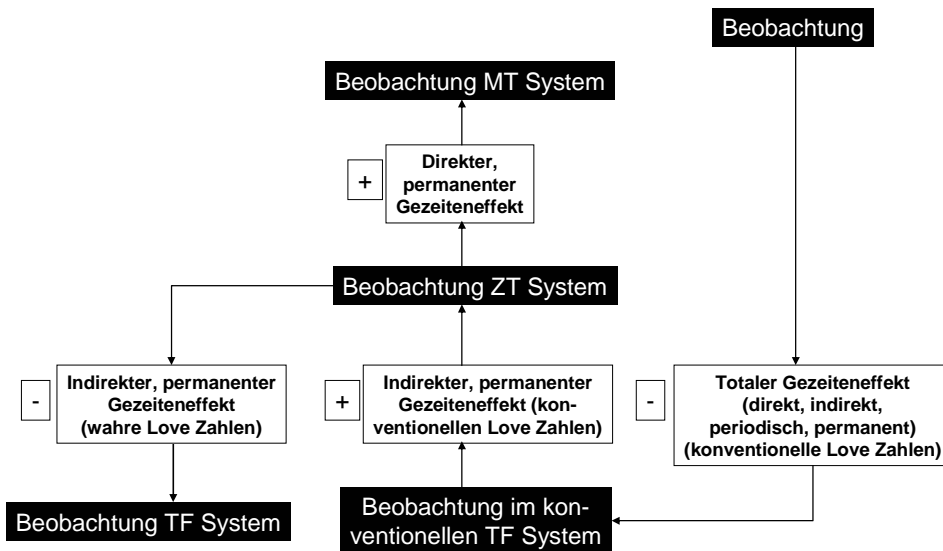 Beobachtung
Beobachtung MT System
+
Direkter,
permanenter
Gezeiteneffekt
Beobachtung ZT System
-
Indirekter, permanenter
Gezeiteneffekt
(wahre Love Zahlen)
+
Indirekter, permanenter
Gezeiteneffekt (kon-
ventionellen Love Zahlen)
-
Totaler Gezeiteneffekt
(direkt, indirekt,
periodisch, permanent)
(konventionelle Love Zahlen)
Beobachtung TF System
Beobachtung im kon-
ventionellen TF System